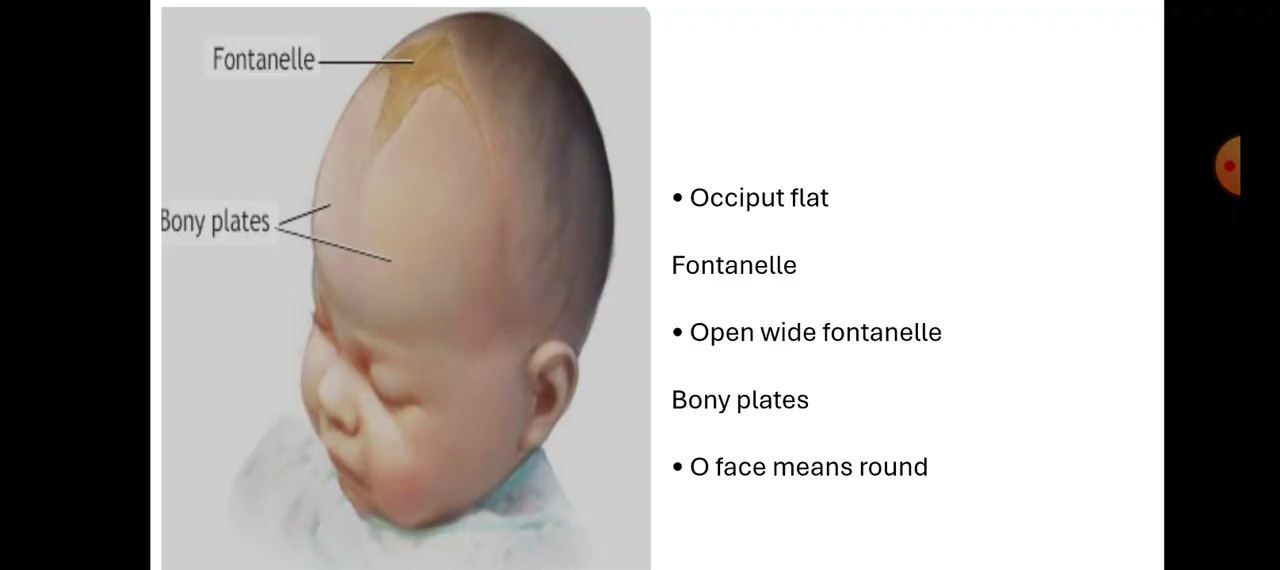 Fontanelle
Bony plates
• Occiput flat
Fontanelle
• Open wide fontanelle
Bony plates
• O face means round